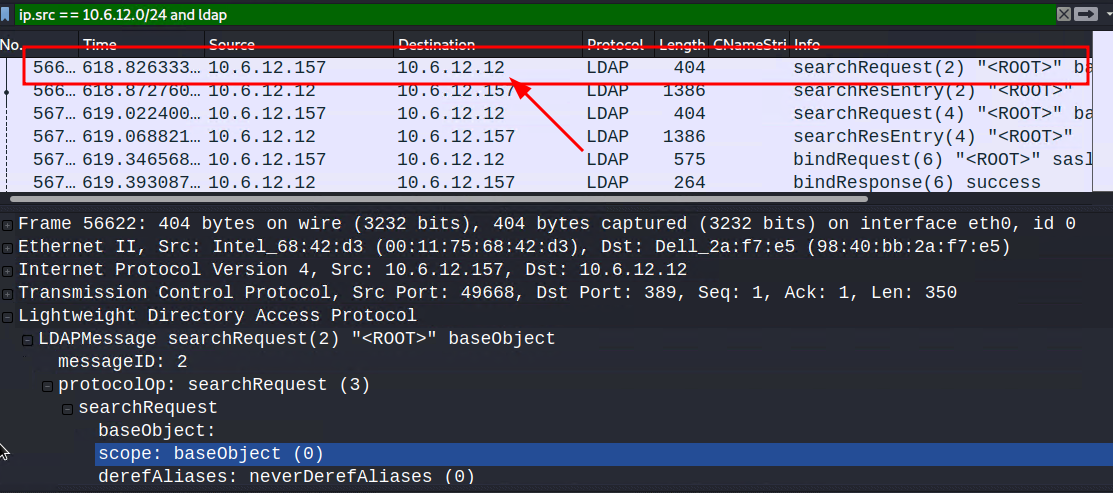 ip.src == 10.6.12.0/24 and ldap
No. Time Source Destination Protocol Length CNameStri Info
566… 618.826333… 10.6.12.157 10.6.12.12 LDAP 404 searchRequest(2) "<ROOT>" ba
566… 618.872760… 10.6.12.12 10.6.12.157 LDAP 1386 searchResEntry(2) "<ROOT>"
567… 619.022400… 10.6.12.157 10.6.12.12 LDAP 404 searchRequest(4) "<ROOT>" ba
567… 619.068821… 10.6.12.12 10.6.12.157 LDAP 1386 searchResEntry(4) "<ROOT>"
567… 619.346568… 10.6.12.157 10.6.12.12 LDAP 575 bindRequest(6) "<ROOT>" sasl
567… 619.393087… 10.6.12.12 10.6.12.157 LDAP 264 bindResponse(6) success
Frame 56622: 404 bytes on wire (3232 bits), 404 bytes captured (3232 bits) on interface eth0, id 0
Ethernet II, Src: Intel_68:42:d3 (00:11:75:68:42:d3), Dst: Dell_2a:f7:e5 (98:40:bb:2a:f7:e5)
Internet Protocol Version 4, Src: 10.6.12.157, Dst: 10.6.12.12
Transmission Control Protocol, Src Port: 49668, Dst Port: 389, Seq: 1, Ack: 1, Len: 350
Lightweight Directory Access Protocol
LDAPMessage searchRequest(2) "<ROOT>" baseObject
messageID: 2
protocolOp: searchRequest (3)
searchRequest
baseObject:
scope: baseObject (0)
derefAliases: neverDerefAliases (0)